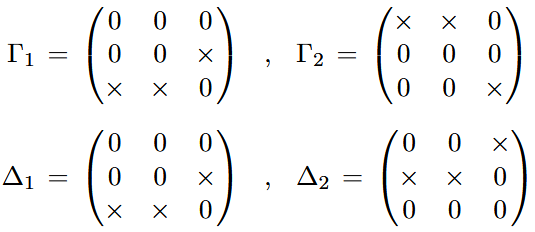 Γ1 = ( 0 0 0
0 0 ×
× × 0 ) , Γ2 = ( × × 0
0 0 0
0 0 × )
Δ1 = ( 0 0 0
0 0 ×
× × 0 ) , Δ2 = ( 0 0 ×
× × 0
0 0 0 )